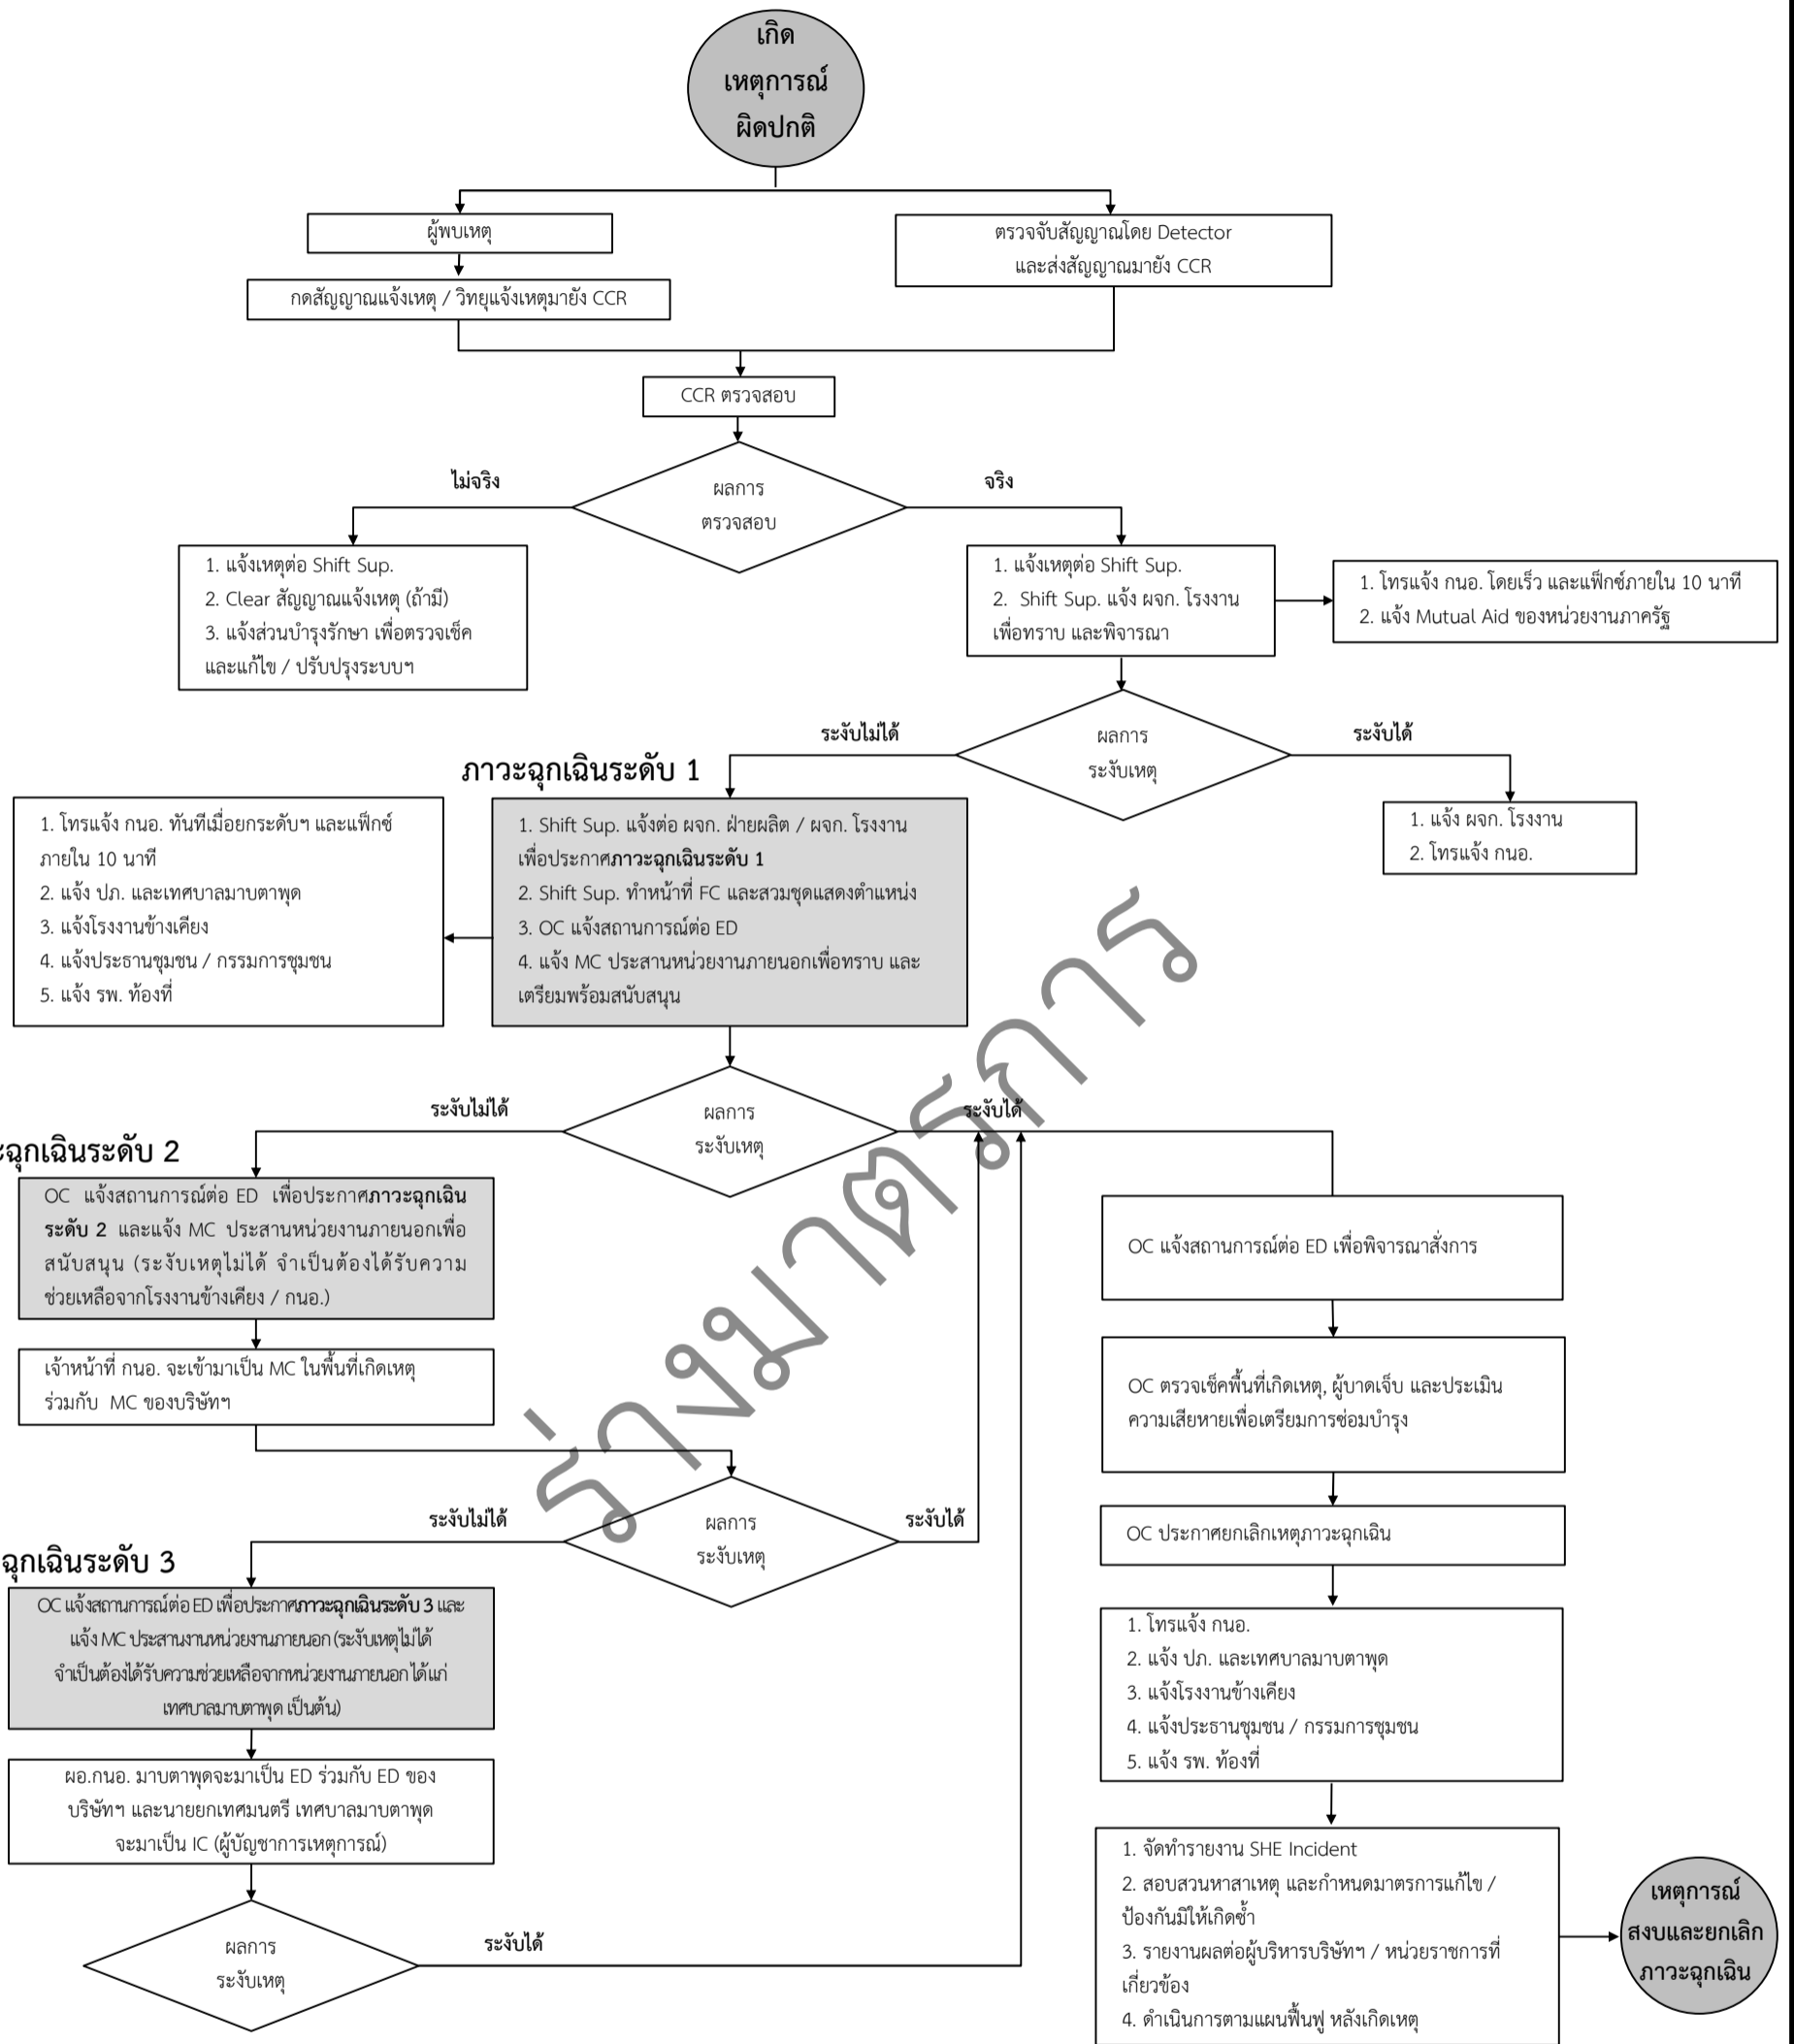 เกิด
เหตุการณ์
ผิดปกติ
ผู้พบเหตุ
ตรวจจับสัญญาณโดย Detector
และส่งสัญญาณมายัง CCR
กดสัญญาณแจ้งเหตุ / วิทยุแจ้งเหตุมายัง CCR
CCR ตรวจสอบ
ไม่จริง
ผลการ
ตรวจสอบ
จริง
1. แจ้งเหตุต่อ Shift Sup.
2. Clear สัญญาณแจ้งเหตุ (ถ้ามี)
3. แจ้งส่วนบำรุงรักษา เพื่อตรวจเช็ค
และแก้ไข / ปรับปรุงระบบฯ
1. แจ้งเหตุต่อ Shift Sup.
2. Shift Sup. แจ้ง ผจก. โรงงาน
เพื่อทราบ และพิจารณา
1. โทรแจ้ง กนอ. โดยเร็ว และแฟ็กซ์ภายใน 10 นาที
2. แจ้ง Mutual Aid ของหน่วยงานภาครัฐ
ระงับไม่ได้
ผลการ
ระงับเหตุ
ระงับได้
1. แจ้ง ผจก. โรงงาน
2. โทรแจ้ง กนอ.
ภาวะฉุกเฉินระดับ 1
1. โทรแจ้ง กนอ. ทันทีเมื่อยกระดับฯ และแฟ็กซ์
ภายใน 10 นาที
2. แจ้ง ปภ. และเทศบาลมาบตาพุด
3. แจ้งโรงงานข้างเคียง
4. แจ้งประธานชุมชน / กรรมการชุมชน
5. แจ้ง รพ. ท้องที่
1. Shift Sup. แจ้งต่อ ผจก. ฝ่ายผลิต / ผจก. โรงงาน
เพื่อประกาศภาวะฉุกเฉินระดับ 1
2. Shift Sup. ทำหน้าที่ FC และสวมชุดแสดงตำแหน่ง
3. OC แจ้งสถานการณ์ต่อ ED
4. แจ้ง MC ประสานหน่วยงานภายนอกเพื่อทราบ และ
เตรียมพร้อมสนับสนุน
ระงับไม่ได้
ผลการ
ระงับเหตุ
ระงับได้
ะฉุกเฉินระดับ 2
OC แจ้งสถานการณ์ต่อ ED เพื่อประกาศภาวะฉุกเฉิน
ระดับ 2 และแจ้ง MC ประสานหน่วยงานภายนอกเพื่อ
สนับสนุน (ระงับเหตุไม่ได้ จำเป็นต้องได้รับความ
ช่วยเหลือจากโรงงานข้างเคียง / กนอ.)
เจ้าหน้าที่ กนอ. จะเข้ามาเป็น MC ในพื้นที่เกิดเหตุ
ร่วมกับ MC ของบริษัทฯ
ระงับไม่ได้
ผลการ
ระงับเหตุ
ระงับได้
ฉุกเฉินระดับ 3
OC แจ้งสถานการณ์ต่อ ED เพื่อประกาศภาวะฉุกเฉินระดับ 3 และ
แจ้ง MC ประสานงานหน่วยงานภายนอก (ระงับเหตุไม่ได้
จำเป็นต้องได้รับความช่วยเหลือจากหน่วยงานภายนอก ได้แก่
เทศบาลมาบตาพุด เป็นต้น)
ผอ.กนอ. มาบตาพุดจะมาเป็น ED ร่วมกับ ED ของ
บริษัทฯ และนายยกเทศมนตรี เทศบาลมาบตาพุด
จะมาเป็น IC (ผู้บัญชาการเหตุการณ์)
ผลการ
ระงับเหตุ
ระงับได้
OC แจ้งสถานการณ์ต่อ ED เพื่อพิจารณาสั่งการ
OC ตรวจเช็คพื้นที่เกิดเหตุ, ผู้บาดเจ็บ และประเมิน
ความเสียหายเพื่อเตรียมการซ่อมบำรุง
OC ประกาศยกเลิกเหตุภาวะฉุกเฉิน
1. โทรแจ้ง กนอ.
2. แจ้ง ปภ. และเทศบาลมาบตาพุด
3. แจ้งโรงงานข้างเคียง
4. แจ้งประธานชุมชน / กรรมการชุมชน
5. แจ้ง รพ. ท้องที่
1. จัดทำรายงาน SHE Incident
2. สอบสวนหาสาเหตุ และกำหนดมาตรการแก้ไข /
ป้องกันมิให้เกิดซ้ำ
3. รายงานผลต่อผู้บริหารบริษัทฯ / หน่วยราชการที่
เกี่ยวข้อง
4. ดำเนินการตามแผนฟื้นฟู หลังเกิดเหตุ
เหตุการณ์
สงบและยกเลิก
ภาวะฉุกเฉิน
ร่างมาตรการ